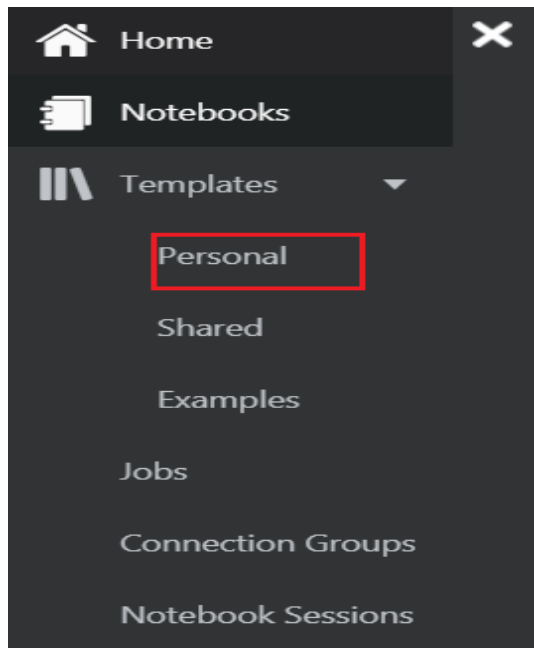 Home
Notebooks
Templates
Personal
Shared
Examples
Jobs
Connection Groups
Notebook Sessions